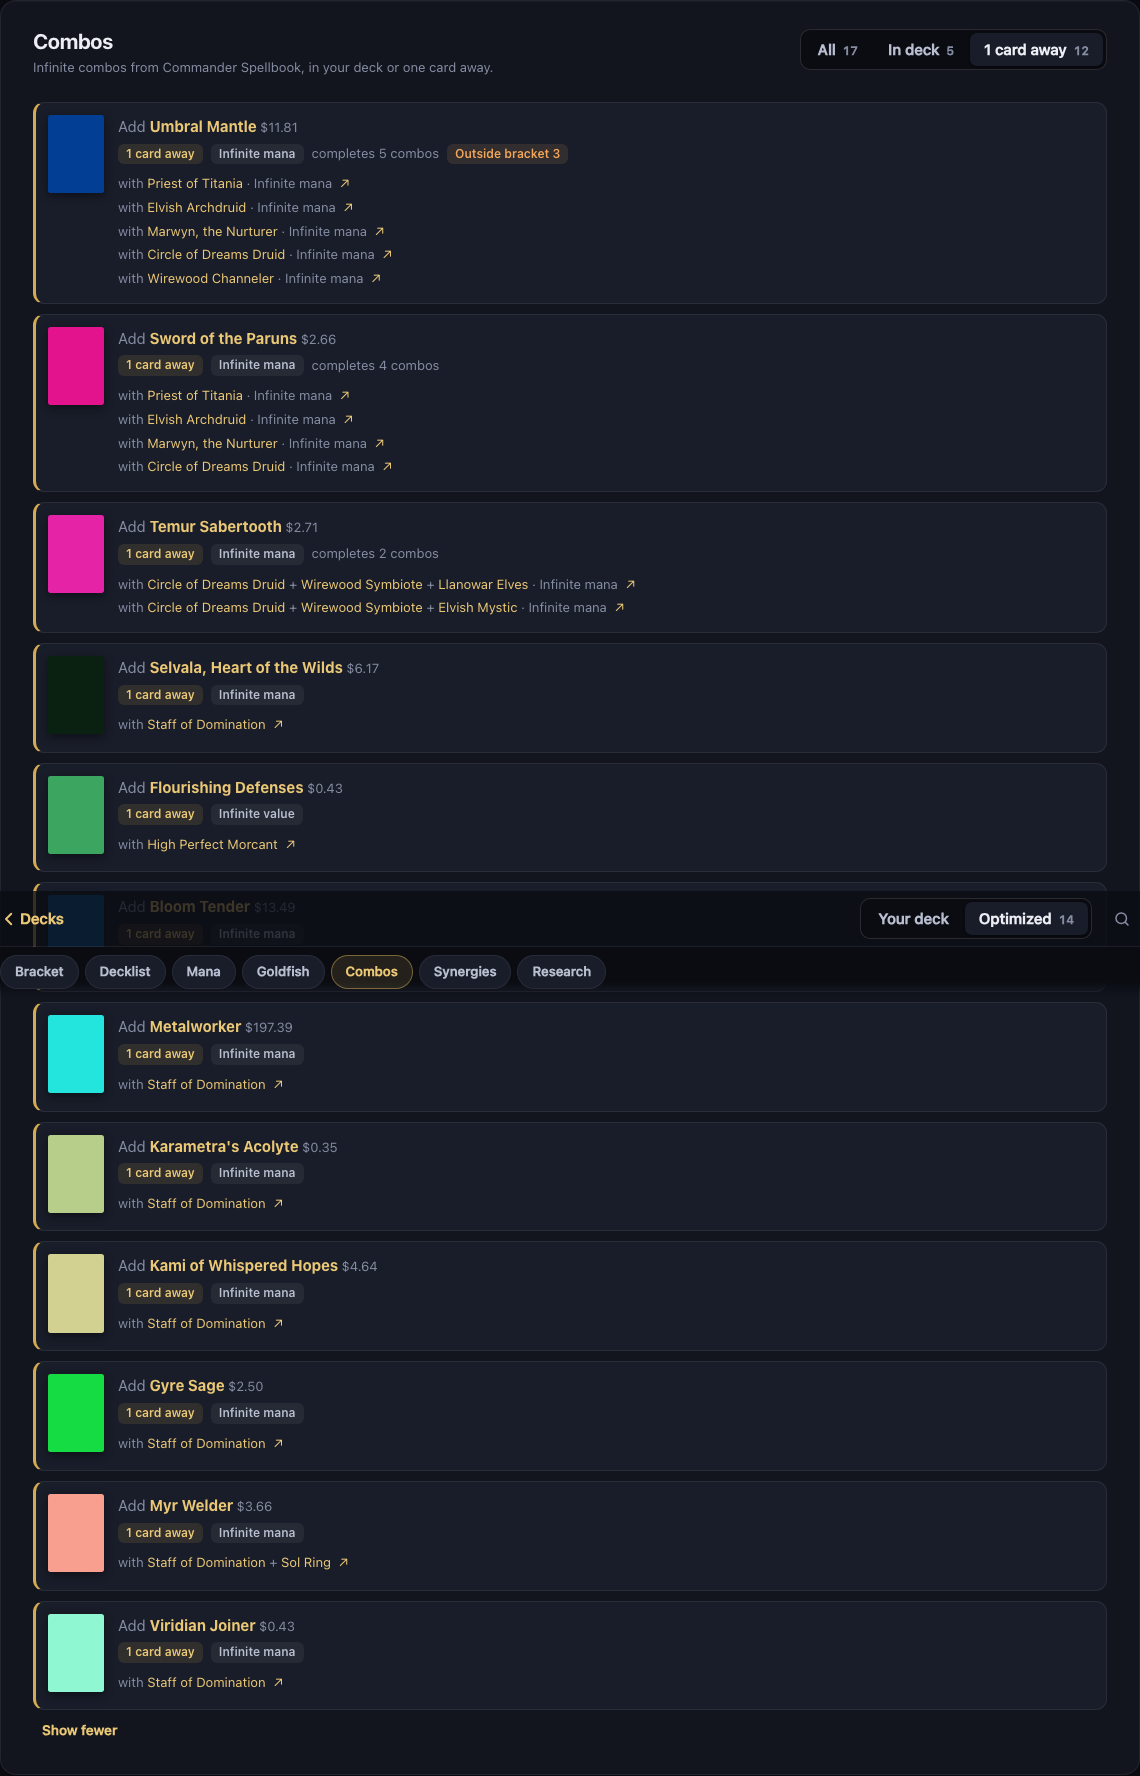 Combos
Infinite combos from Commander Spellbook, in your deck or one card away.
All 17
In deck 5
1 card away 12
Add Umbral Mantle $11.81
1 card away Infinite mana completes 5 combos Outside bracket 3
with Priest of Titania · Infinite mana ↗
with Elvish Archdruid · Infinite mana ↗
with Marwyn, the Nurturer · Infinite mana ↗
with Circle of Dreams Druid · Infinite mana ↗
with Wirewood Channeler · Infinite mana ↗
Add Sword of the Paruns $2.66
1 card away Infinite mana completes 4 combos
with Priest of Titania · Infinite mana ↗
with Elvish Archdruid · Infinite mana ↗
with Marwyn, the Nurturer · Infinite mana ↗
with Circle of Dreams Druid · Infinite mana ↗
Add Temur Sabertooth $2.71
1 card away Infinite mana completes 2 combos
with Circle of Dreams Druid + Wirewood Symbiote + Llanowar Elves · Infinite mana ↗
with Circle of Dreams Druid + Wirewood Symbiote + Elvish Mystic · Infinite mana ↗
Add Selvala, Heart of the Wilds $6.17
1 card away Infinite mana
with Staff of Domination ↗
Add Flourishing Defenses $0.43
1 card away Infinite value
with High Perfect Morcant ↗
Add Bloom Tender $13.49
1 card away Infinite mana
Decks
Your deck
Optimized 14
Bracket
Decklist
Mana
Goldfish
Combos
Synergies
Research
Add Metalworker $197.39
1 card away Infinite mana
with Staff of Domination ↗
Add Karametra's Acolyte $0.35
1 card away Infinite mana
with Staff of Domination ↗
Add Kami of Whispered Hopes $4.64
1 card away Infinite mana
with Staff of Domination ↗
Add Gyre Sage $2.50
1 card away Infinite mana
with Staff of Domination ↗
Add Myr Welder $3.66
1 card away Infinite mana
with Staff of Domination + Sol Ring ↗
Add Viridian Joiner $0.43
1 card away Infinite mana
with Staff of Domination ↗
Show fewer